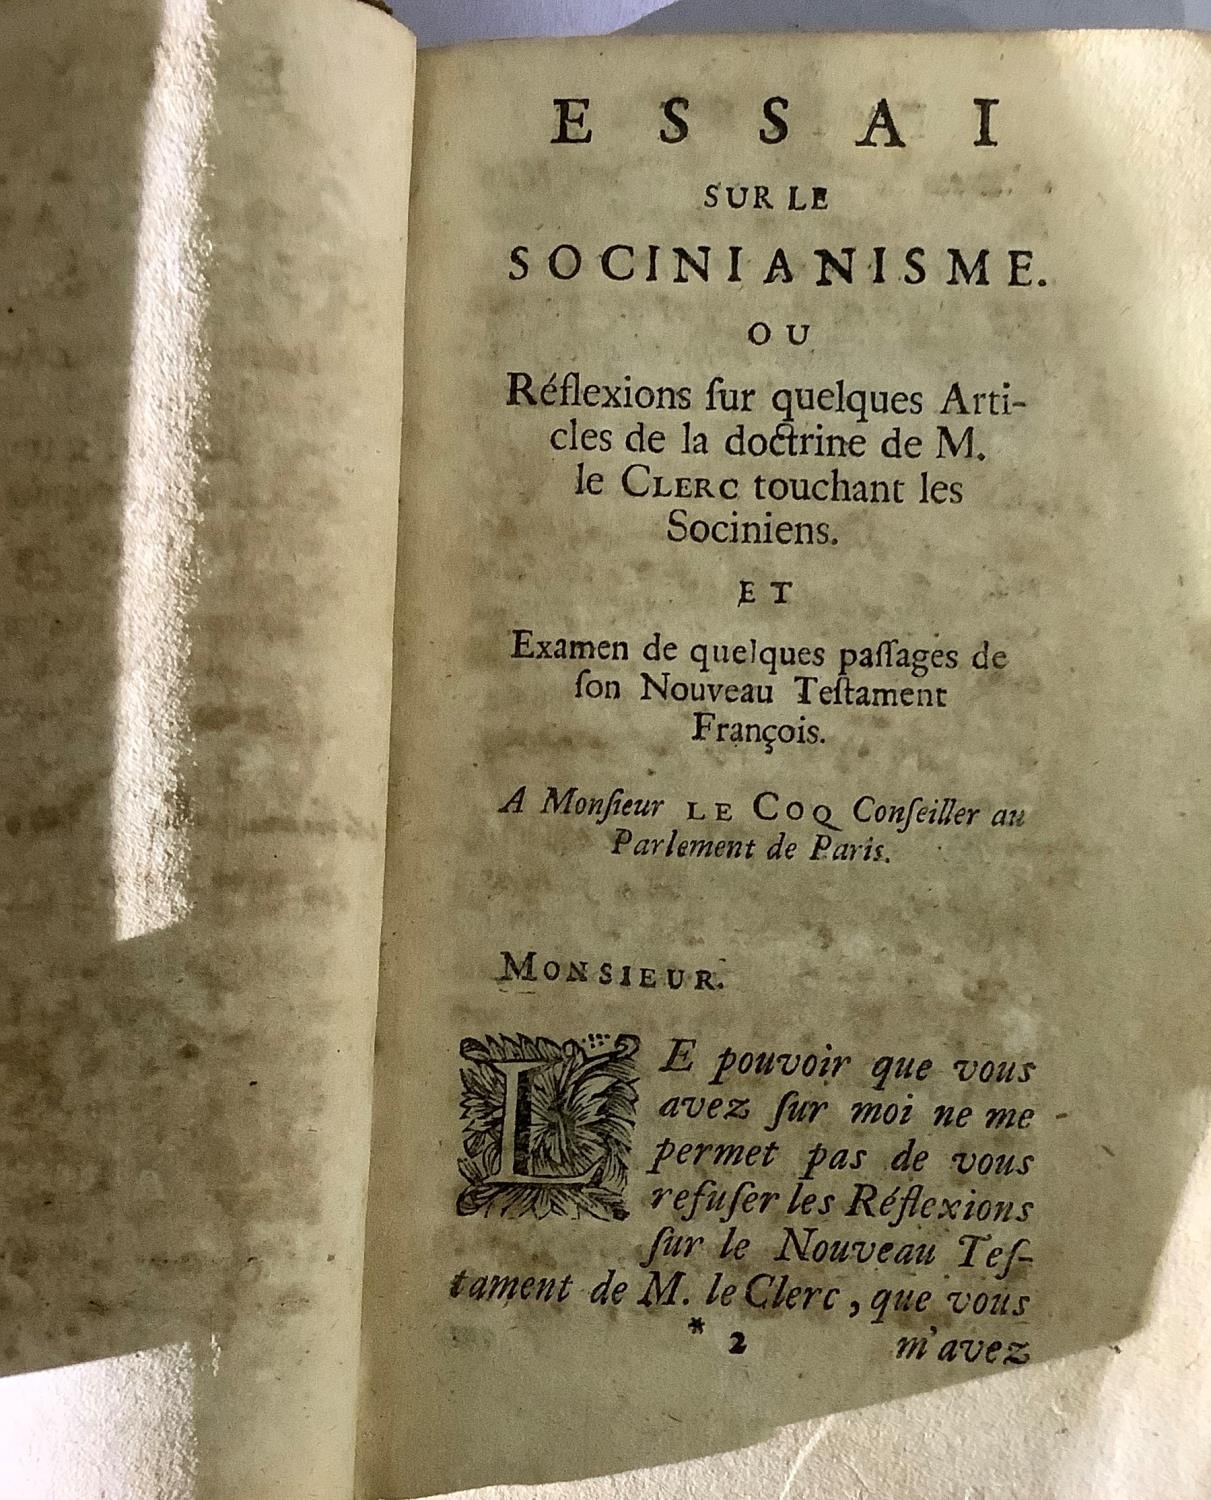 ESSAI
SUR LE
SOCINIANISME.
OU
Réflexions ſur quelques Arti-
cles de la doctrine de M.
le CLERC touchant les
Sociniens.
ET
Examen de quelques paſſages de
ſon Nouveau Teſtament
François.
A Monſieur LE COQ Conſeiller au
Parlement de Paris.
MONSIEUR.
LE pouvoir que vous
avez ſur moi ne me
permet pas de vous
refuſer les Réflexions
ſur le Nouveau Teſ-
tament de M. le Clerc, que vous
* 2 m'avez